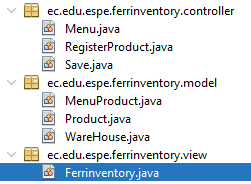 ec.edu.espe.ferrinventory.controller
Menu.java
RegisterProduct.java
Save.java
ec.edu.espe.ferrinventory.model
MenuProduct.java
Product.java
WareHouse.java
ec.edu.espe.ferrinventory.view
Ferrinventory.java